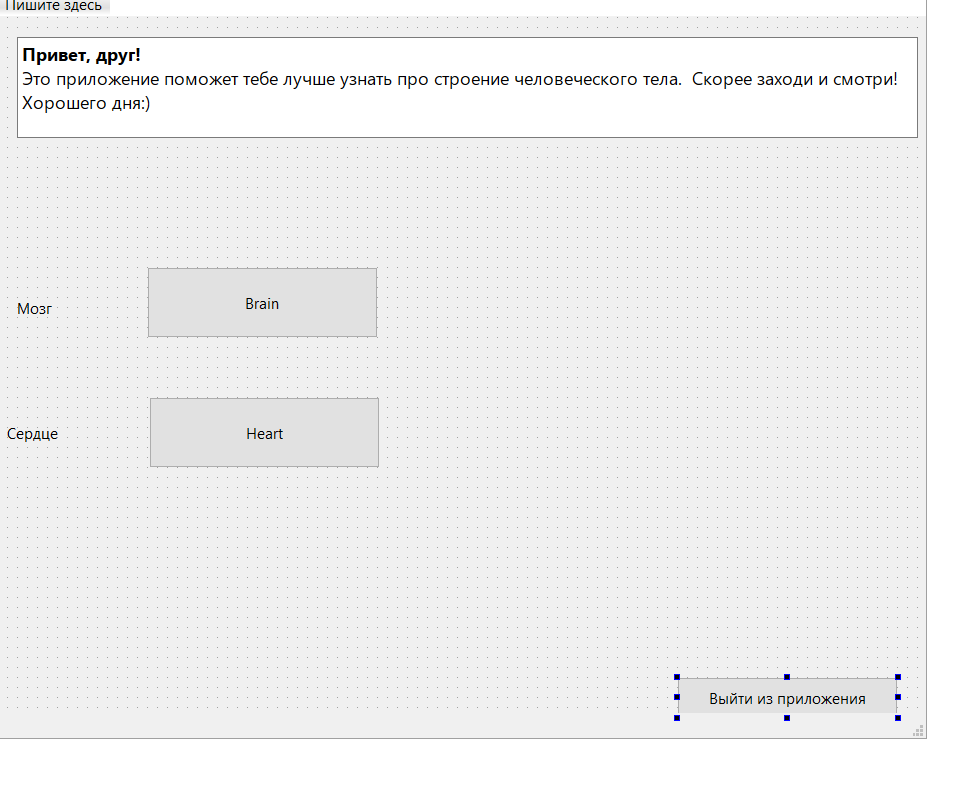 Пишите здесь
Привет, друг!
Это приложение поможет тебе лучше узнать про строение человеческого тела.  Скорее заходи и смотри!
Хорошего дня:)
Мозг
Brain
Сердце
Heart
Выйти из приложения